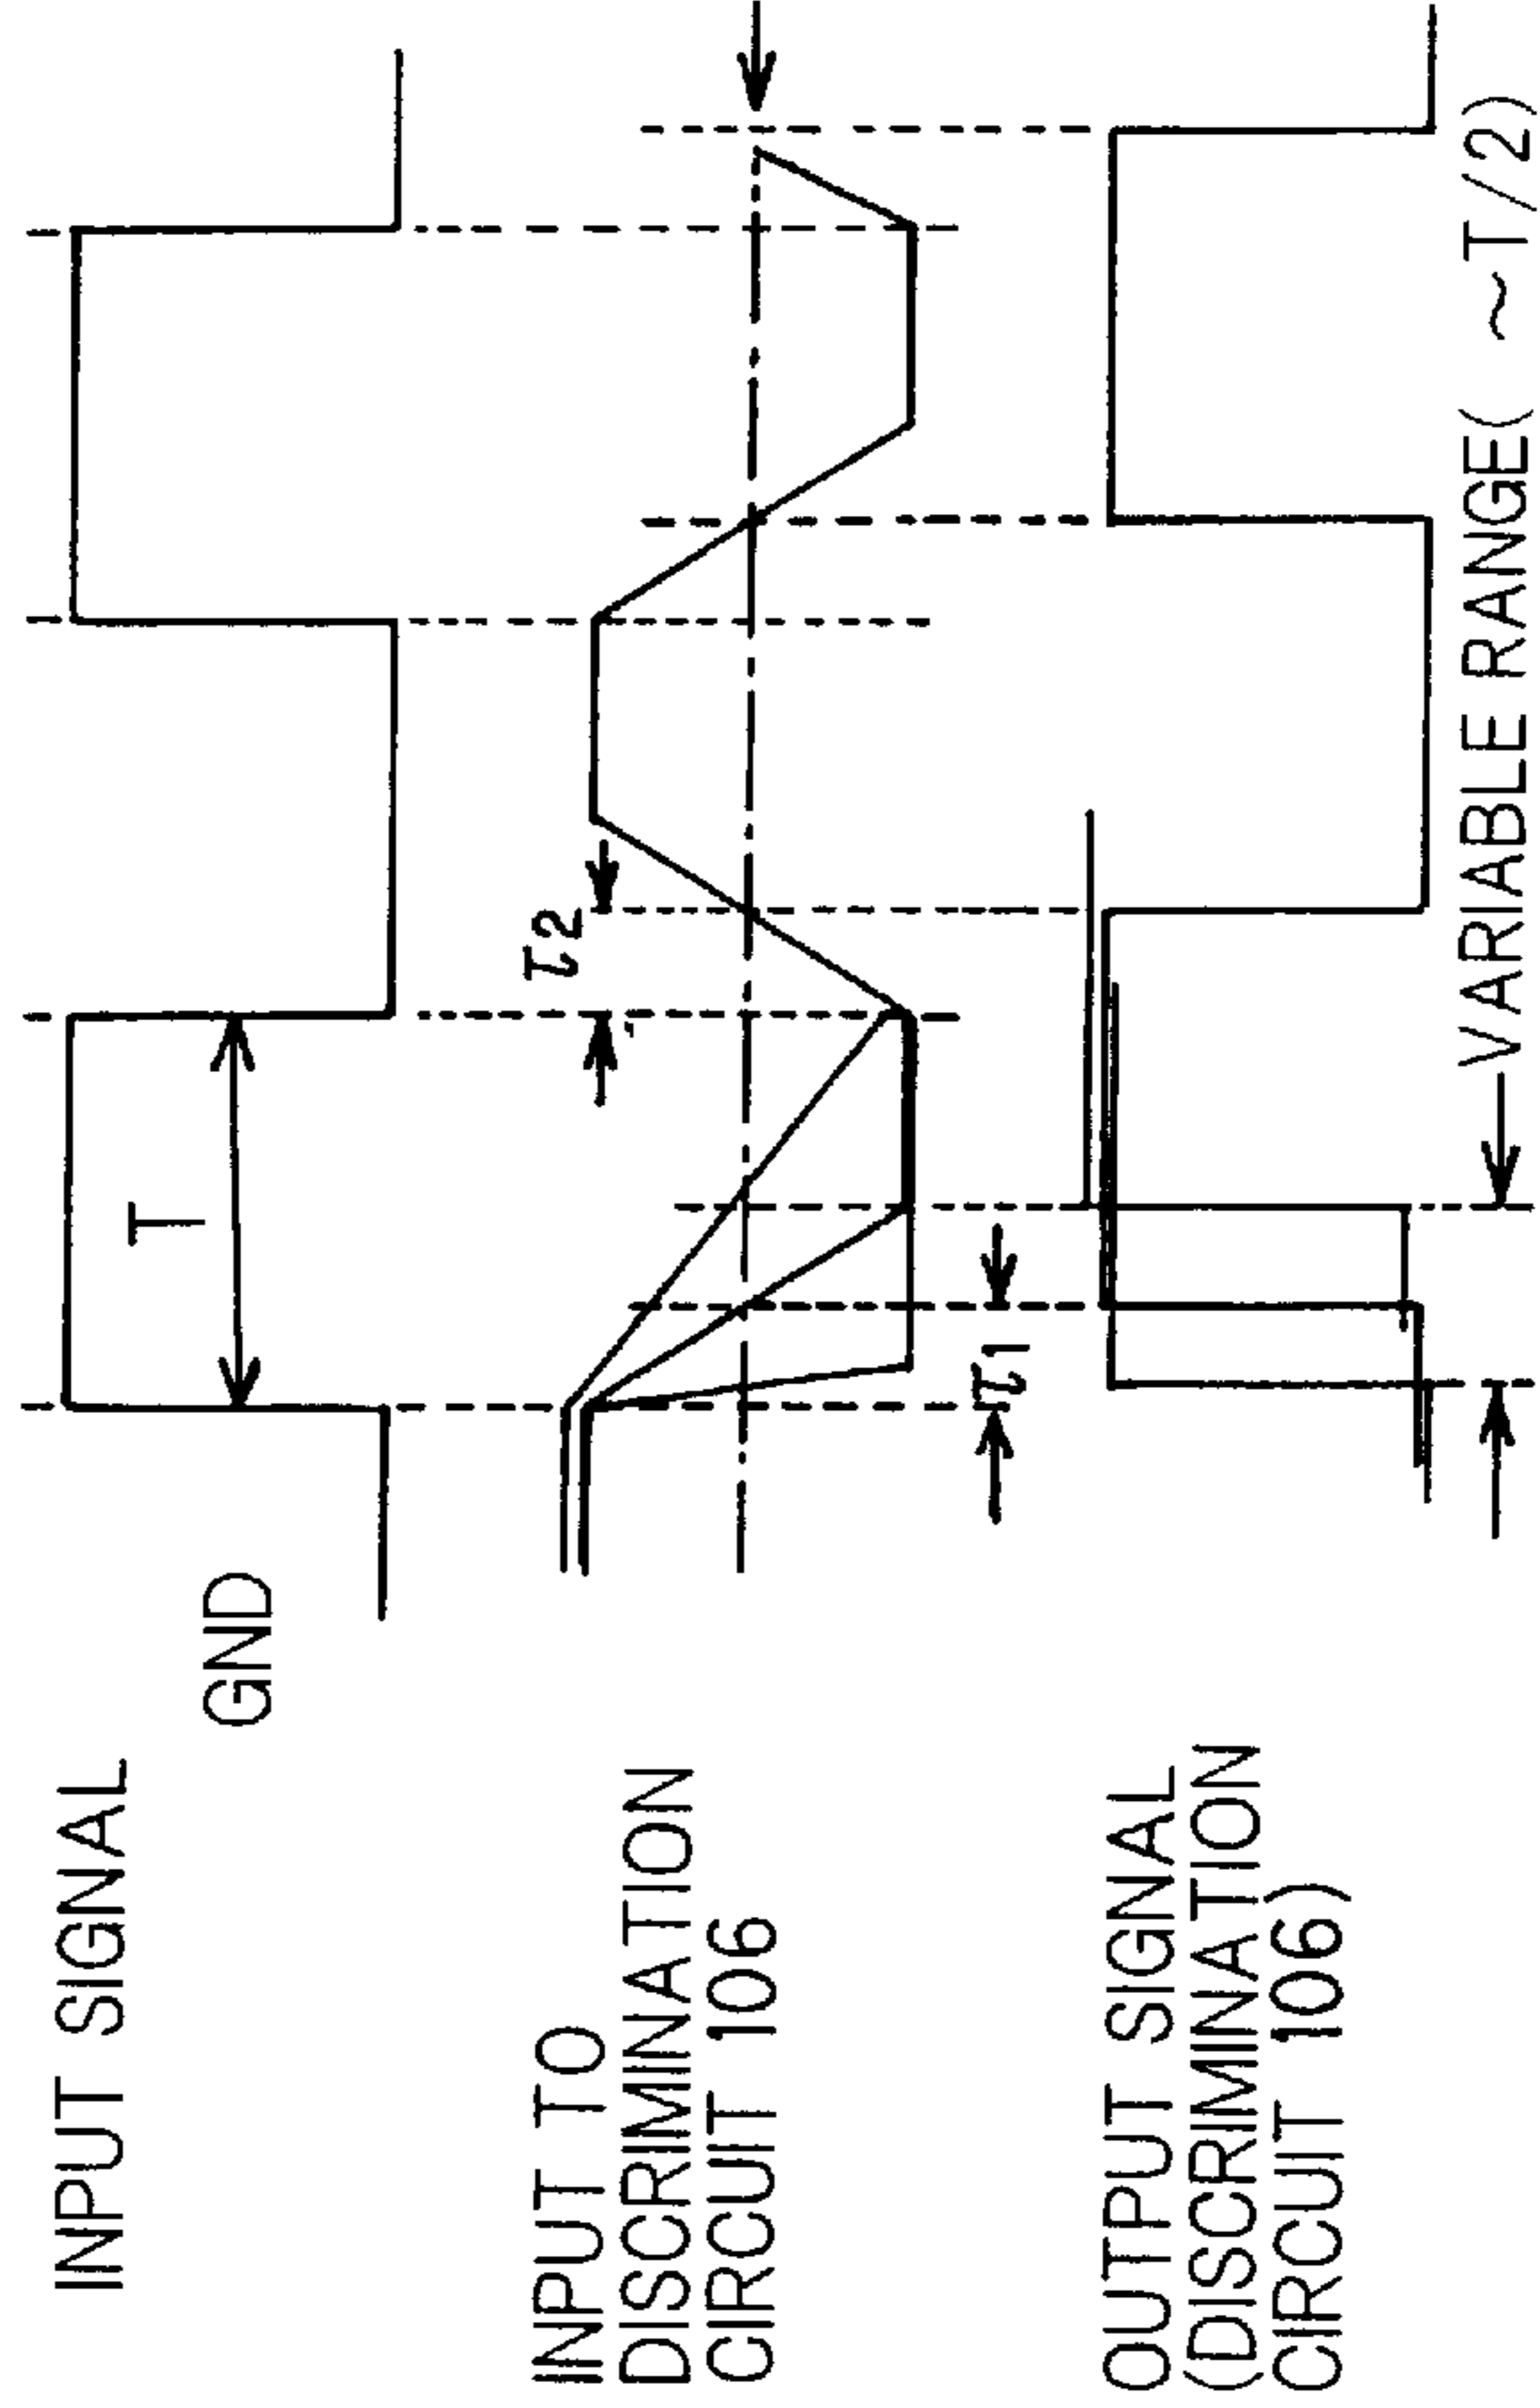 INPUT SIGNAL
GND
T
INPUT TO
DISCRIMINATION
CIRCUIT 106
τ2
τ1
OUTPUT SIGNAL
(DISCRIMINATION
CIRCUIT 106)
VARIABLE RANGE( ~T/2)